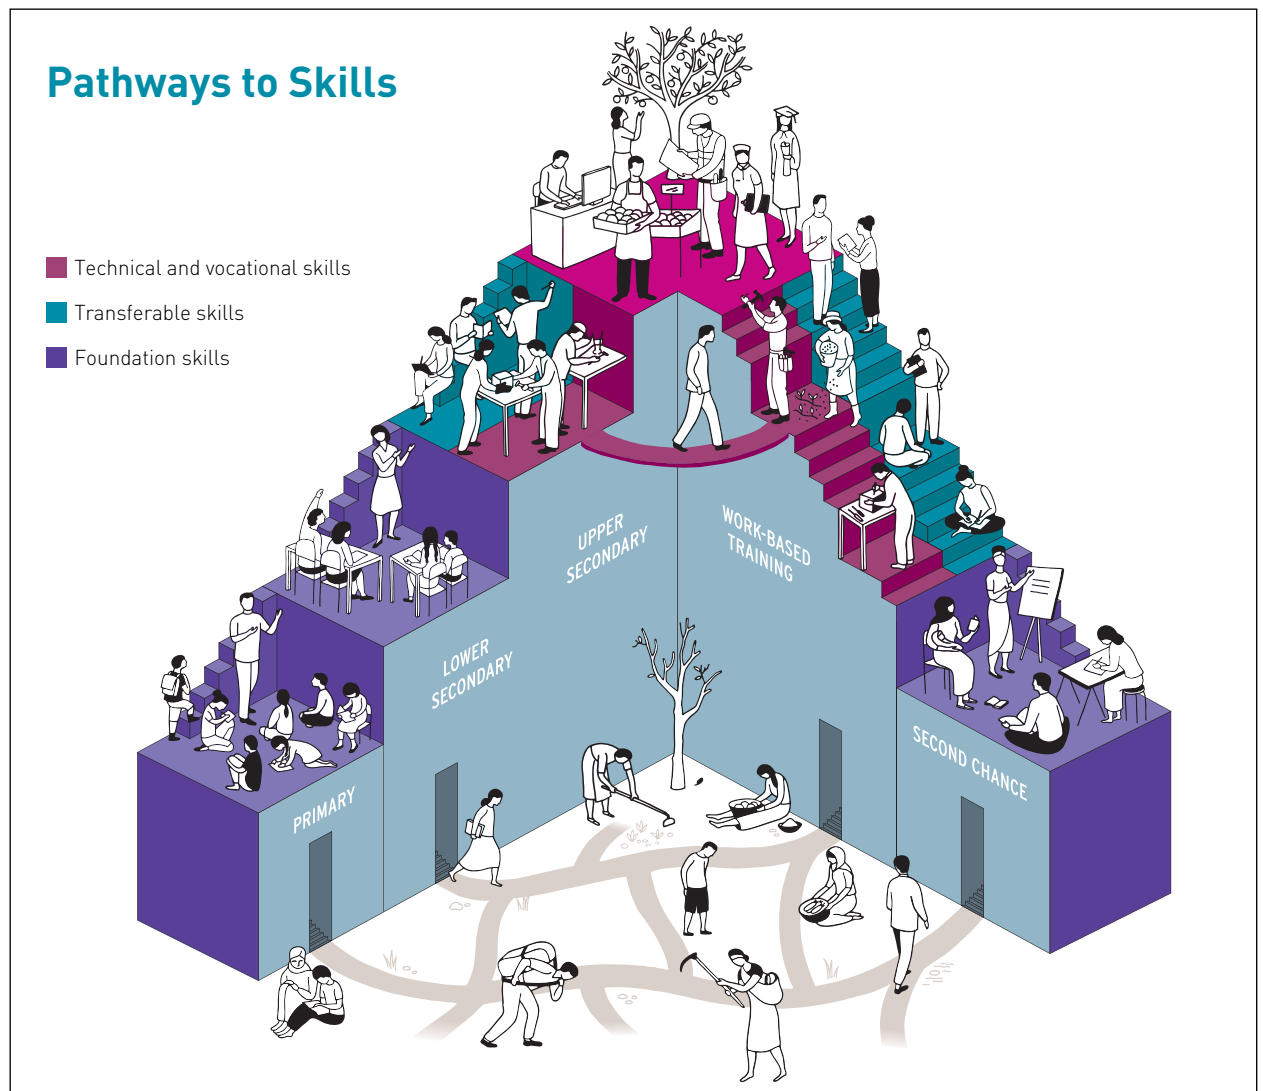 Pathways to Skills
Technical and vocational skills
Transferable skills
Foundation skills
UPPER
SECONDARY
WORK-BASED
TRAINING
LOWER
SECONDARY
SECOND CHANCE
PRIMARY